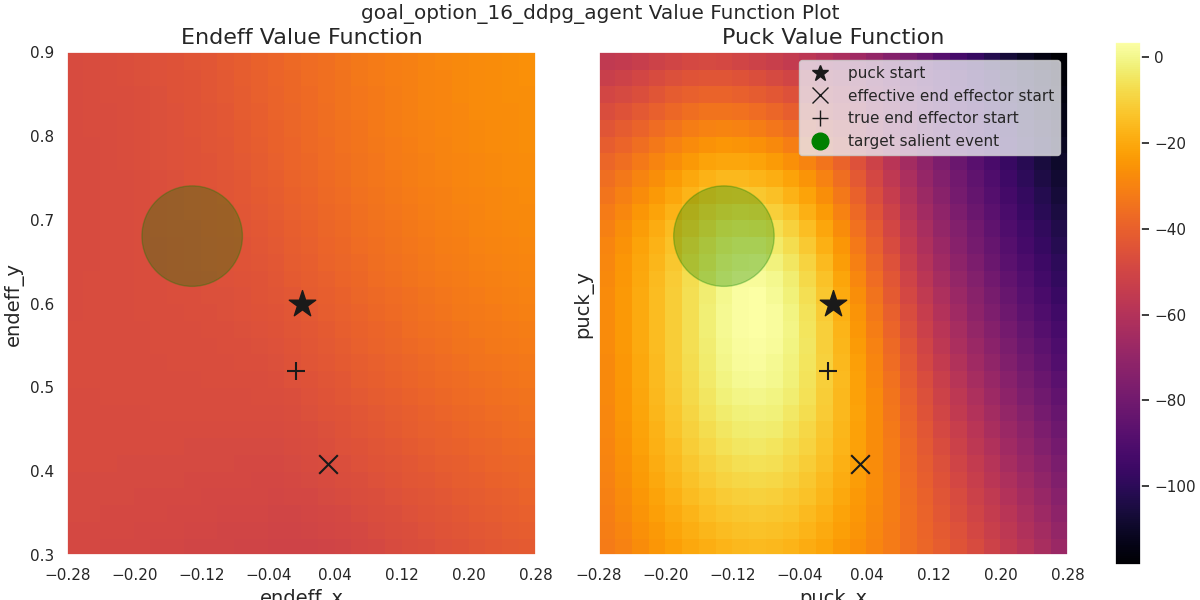 goal_option_16_ddpg_agent Value Function Plot
Endeff Value Function
Puck Value Function
puck start
effective end effector start
true end effector start
target salient event
endeff_y
0.9
0.8
0.7
0.6
0.5
0.4
0.3
−0.28 −0.20 −0.12 −0.04 0.04 0.12 0.20 0.28
endeff_x
puck_y
−0.28 −0.20 −0.12 −0.04 0.04 0.12 0.20 0.28
puck_x
0
−20
−40
−60
−80
−100